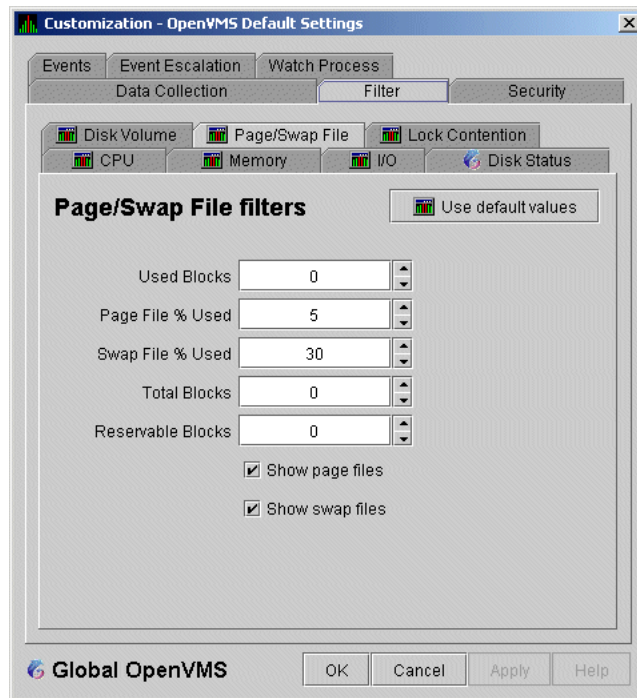 Customization - OpenVMS Default Settings
Events Event Escalation Watch Process
Data Collection Filter Security
Disk Volume Page/Swap File Lock Contention
CPU Memory I/O Disk Status
Page/Swap File filters Use default values
Used Blocks 0
Page File % Used 5
Swap File % Used 30
Total Blocks 0
Reservable Blocks 0
Show page files
Show swap files
Global OpenVMS OK Cancel Apply Help